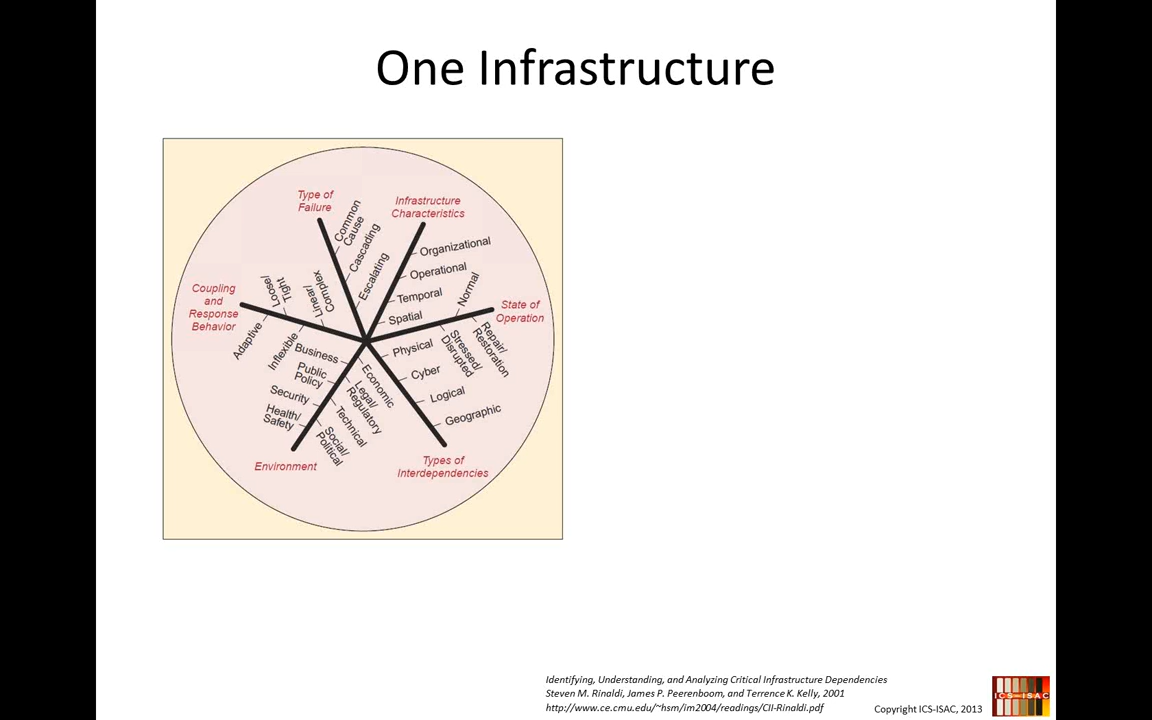 One Infrastructure
Type of
Failure
Common
Cause
Cascading
Escalating
Infrastructure
Characteristics
Organizational
Operational
Temporal
Spatial
State of
Operation
Normal
Repair/
Restoration
Stressed/
Disrupted
Types of
Interdependencies
Physical
Cyber
Logical
Geographic
Environment
Economic
Legal/
Regulatory
Technical
Social/
Political
Business
Public
Policy
Security
Health/
Safety
Coupling
and
Response
Behavior
Loose/
Tight
Linear/
Complex
Adaptive
Inflexible
Identifying, Understanding, and Analyzing Critical Infrastructure Dependencies
Steven M. Rinaldi, James P. Peerenboom, and Terrence K. Kelly, 2001
http://www.ce.cmu.edu/~hsm/im2004/readings/CII-Rinaldi.pdf
Copyright ICS-ISAC, 2013
ICS-ISAC